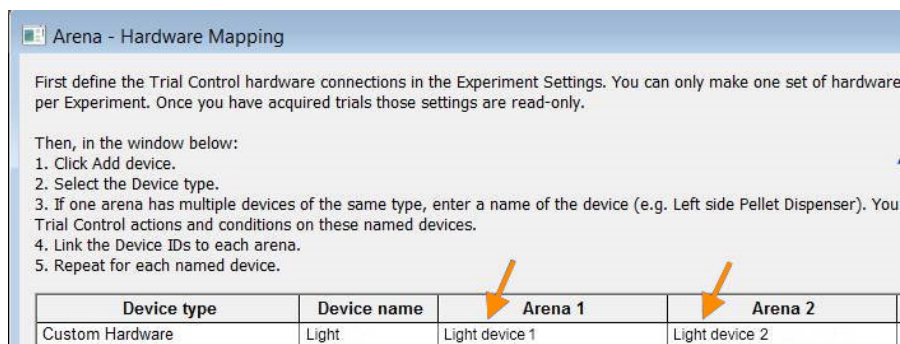 Arena - Hardware Mapping
First define the Trial Control hardware connections in the Experiment Settings. You can only make one set of hardware
per Experiment. Once you have acquired trials those settings are read-only.
Then, in the window below:
1. Click Add device.
2. Select the Device type.
3. If one arena has multiple devices of the same type, enter a name of the device (e.g. Left side Pellet Dispenser). You
Trial Control actions and conditions on these named devices.
4. Link the Device IDs to each arena.
5. Repeat for each named device.
Device type Device name Arena 1 Arena 2
Custom Hardware Light Light device 1 Light device 2